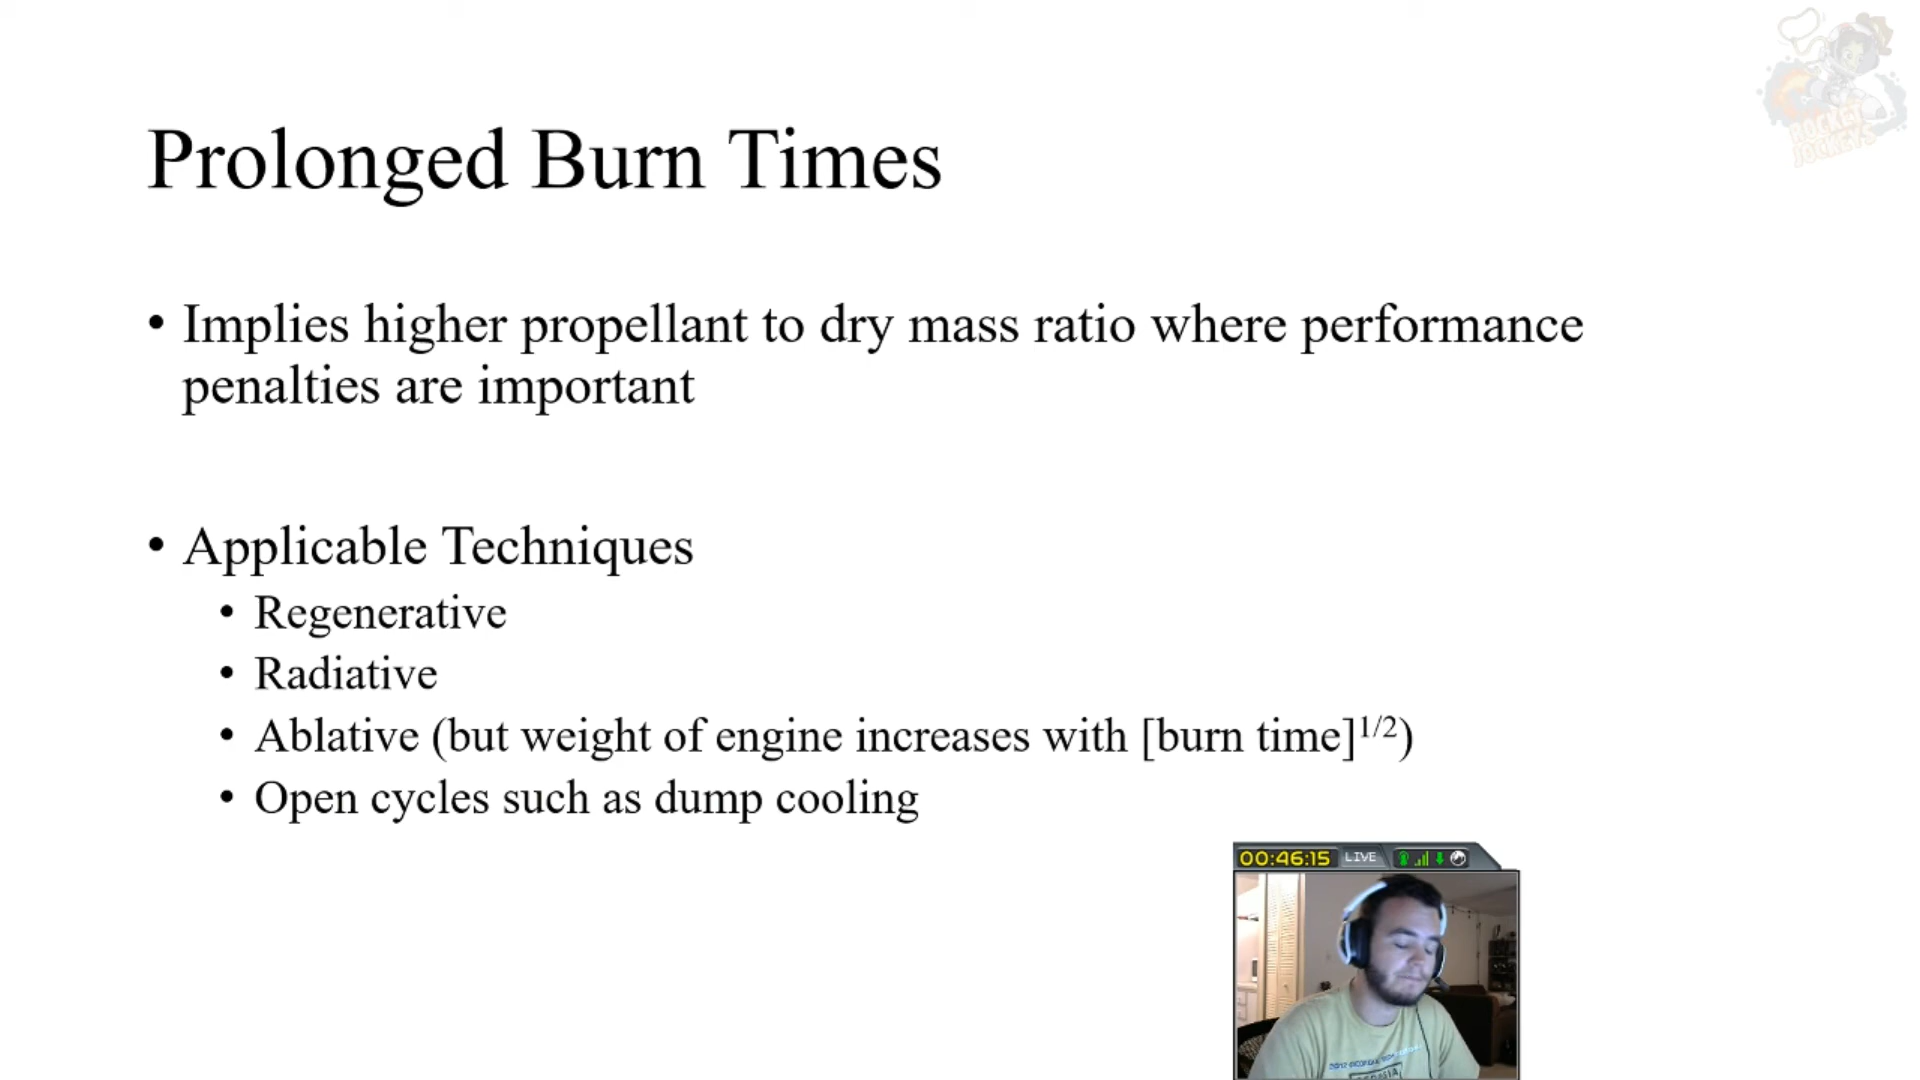 ROCKET
JOCKEYS
Prolonged Burn Times
• Implies higher propellant to dry mass ratio where performance
penalties are important
• Applicable Techniques
• Regenerative
• Radiative
• Ablative (but weight of engine increases with [burn time]^1/2)
• Open cycles such as dump cooling
00:46:15 LIVE